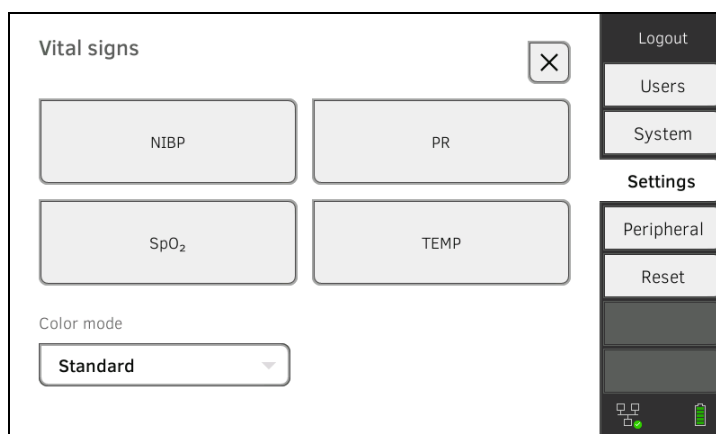 Vital signs
NIBP
PR
SpO₂
TEMP
Color mode
Standard
Logout
Users
System
Settings
Peripheral
Reset